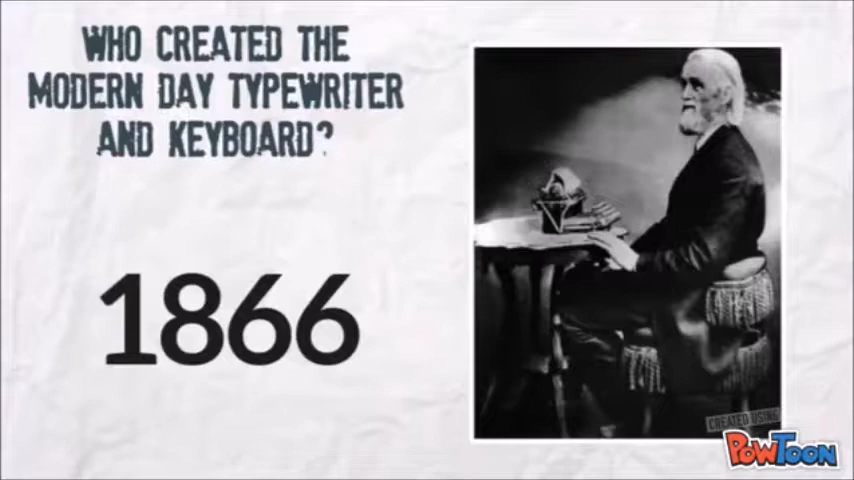 WHO CREATED THE
MODERN DAY TYPEWRITER
AND KEYBOARD?
1866
CREATED USING
POWTOON